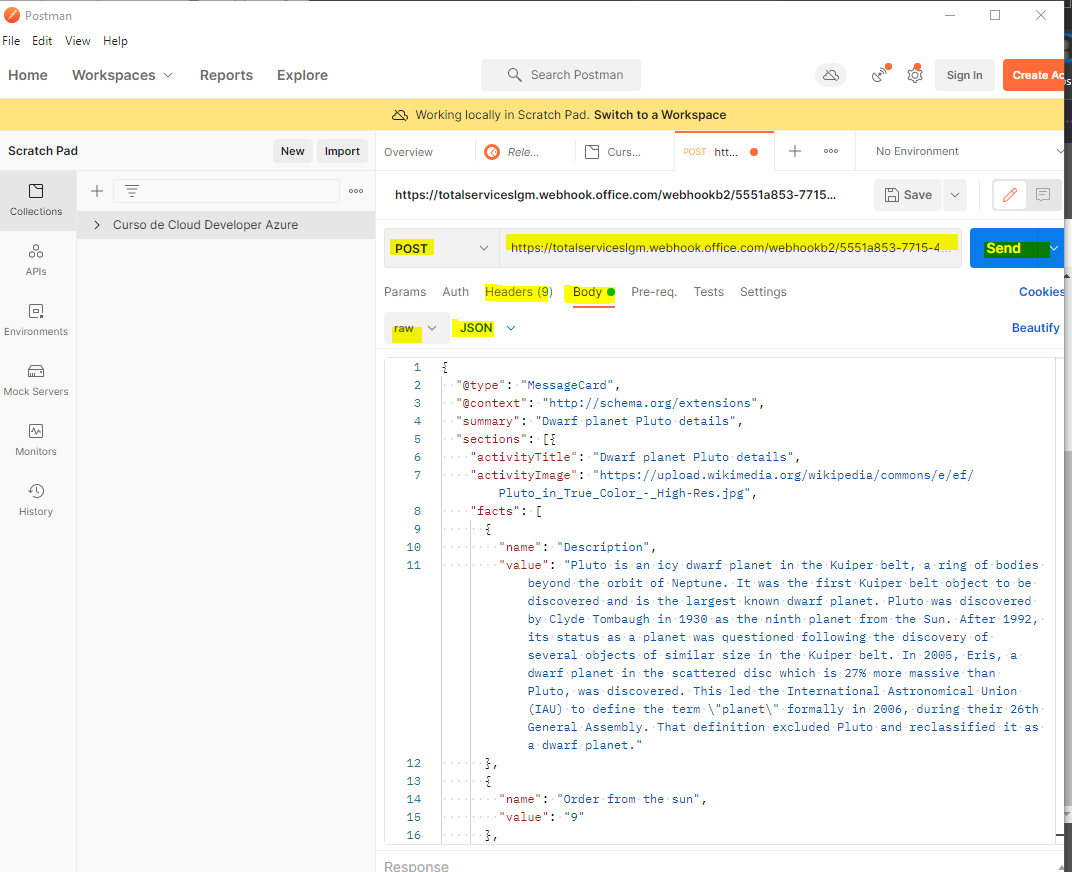 Postman
File Edit View Help
Home Workspaces Reports Explore Search Postman Sign In Create Acc
Working locally in Scratch Pad. Switch to a Workspace
Scratch Pad New Import Overview Rele... Curs... POST htt... No Environment
Collections
APIs
Environments
Mock Servers
Monitors
History
Curso de Cloud Developer Azure
https://totalserviceslgm.webhook.office.com/webhookb2/5551a853-7715... Save
POST https://totalserviceslgm.webhook.office.com/webhookb2/5551a853-7715-4... Send
Params Auth Headers (9) Body Pre-req. Tests Settings Cookies
raw JSON Beautify
1 {
2 "@type": "MessageCard",
3 "@context": "http://schema.org/extensions",
4 "summary": "Dwarf planet Pluto details",
5 "sections": [{
6 "activityTitle": "Dwarf planet Pluto details",
7 "activityImage": "https://upload.wikimedia.org/wikipedia/commons/e/ef/
Pluto_in_True_Color_-_High-Res.jpg",
8 "facts": [
9 {
10 "name": "Description",
11 "value": "Pluto is an icy dwarf planet in the Kuiper belt, a ring of bodies
beyond the orbit of Neptune. It was the first Kuiper belt object to be
discovered and is the largest known dwarf planet. Pluto was discovered
by Clyde Tombaugh in 1930 as the ninth planet from the Sun. After 1992,
its status as a planet was questioned following the discovery of
several objects of similar size in the Kuiper belt. In 2005, Eris, a
dwarf planet in the scattered disc which is 27% more massive than
Pluto, was discovered. This led the International Astronomical Union
(IAU) to define the term \"planet\" formally in 2006, during their 26th
General Assembly. That definition excluded Pluto and reclassified it as
a dwarf planet."
12 },
13 {
14 "name": "Order from the sun",
15 "value": "9"
16 },
Response